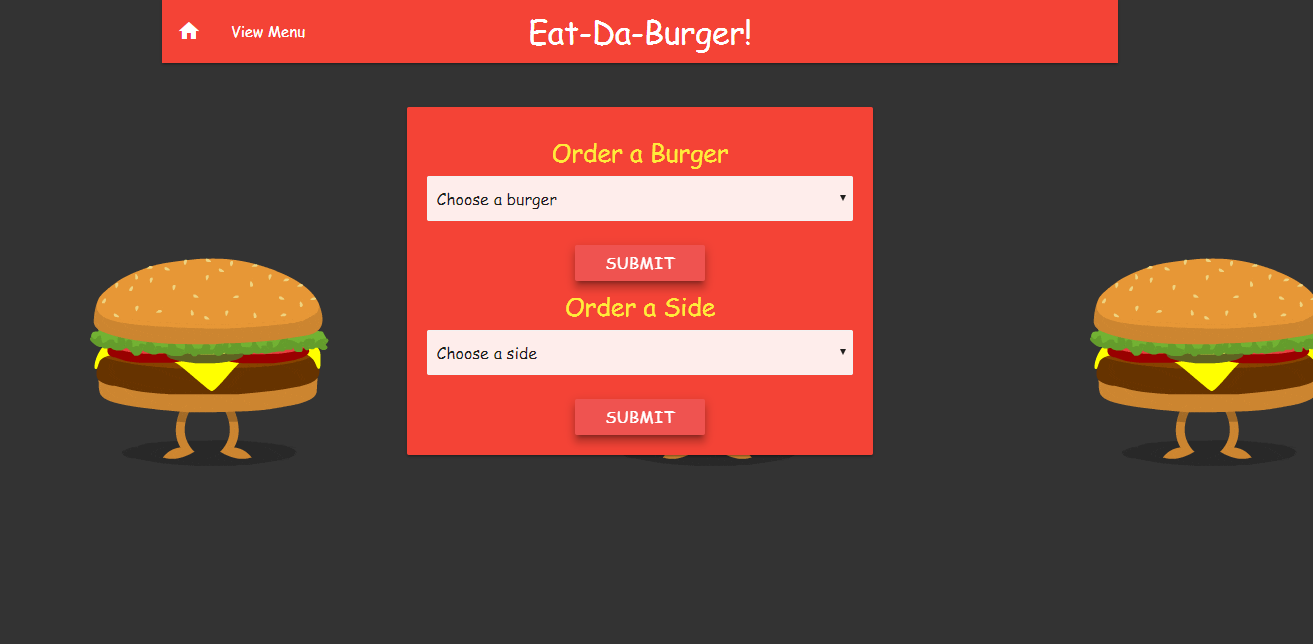 View Menu
Eat-Da-Burger!
Order a Burger
Choose a burger
SUBMIT
Order a Side
Choose a side
SUBMIT